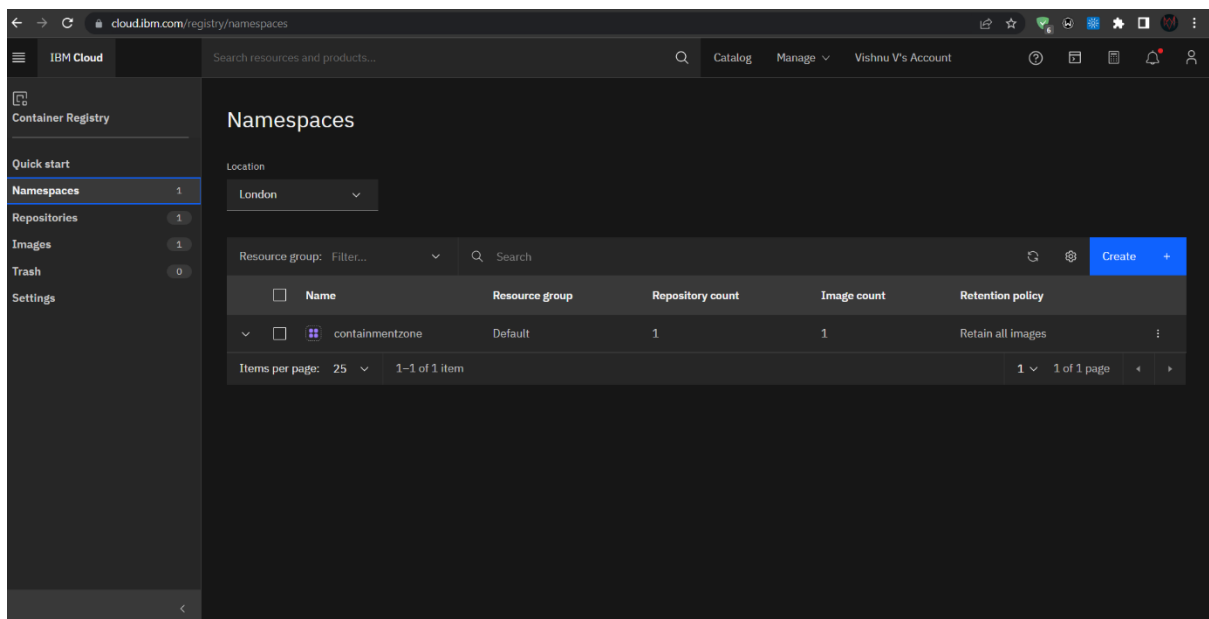 cloud.ibm.com/registry/namespaces
6
IBM Cloud
Search resources and products...
Catalog
Manage
Vishnu V's Account
Container Registry
Quick start
Namespaces 1
Repositories 1
Images 1
Trash 0
Settings
Namespaces
Location
London
Resource group: Filter...
Search
Create +
Name Resource group Repository count Image count Retention policy
containmentzone Default 1 1 Retain all images
Items per page: 25 1–1 of 1 item 1 1 of 1 page